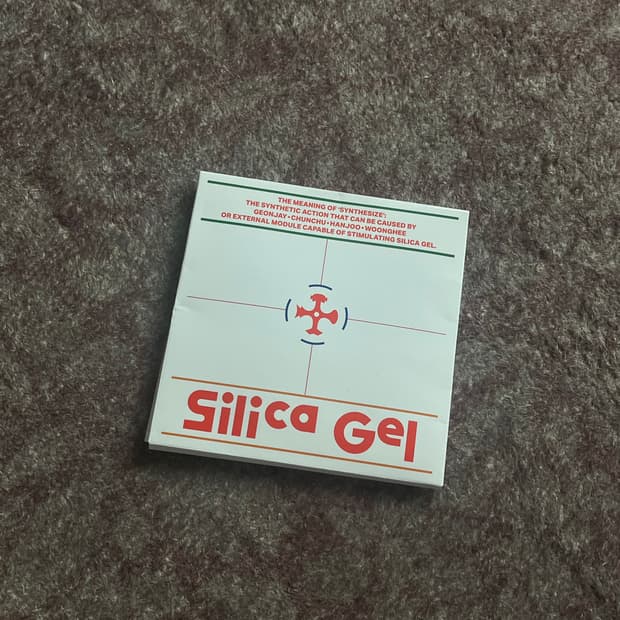 THE MEANING OF 'SYNTHESIZE':
THE SYNTHETIC ACTION THAT CAN BE CAUSED BY
GEONJAY•CHUNCHU•HANJOO•WOONGHEE
OR EXTERNAL MODULE CAPABLE OF STIMULATING SILICA GEL.
Silica Gel